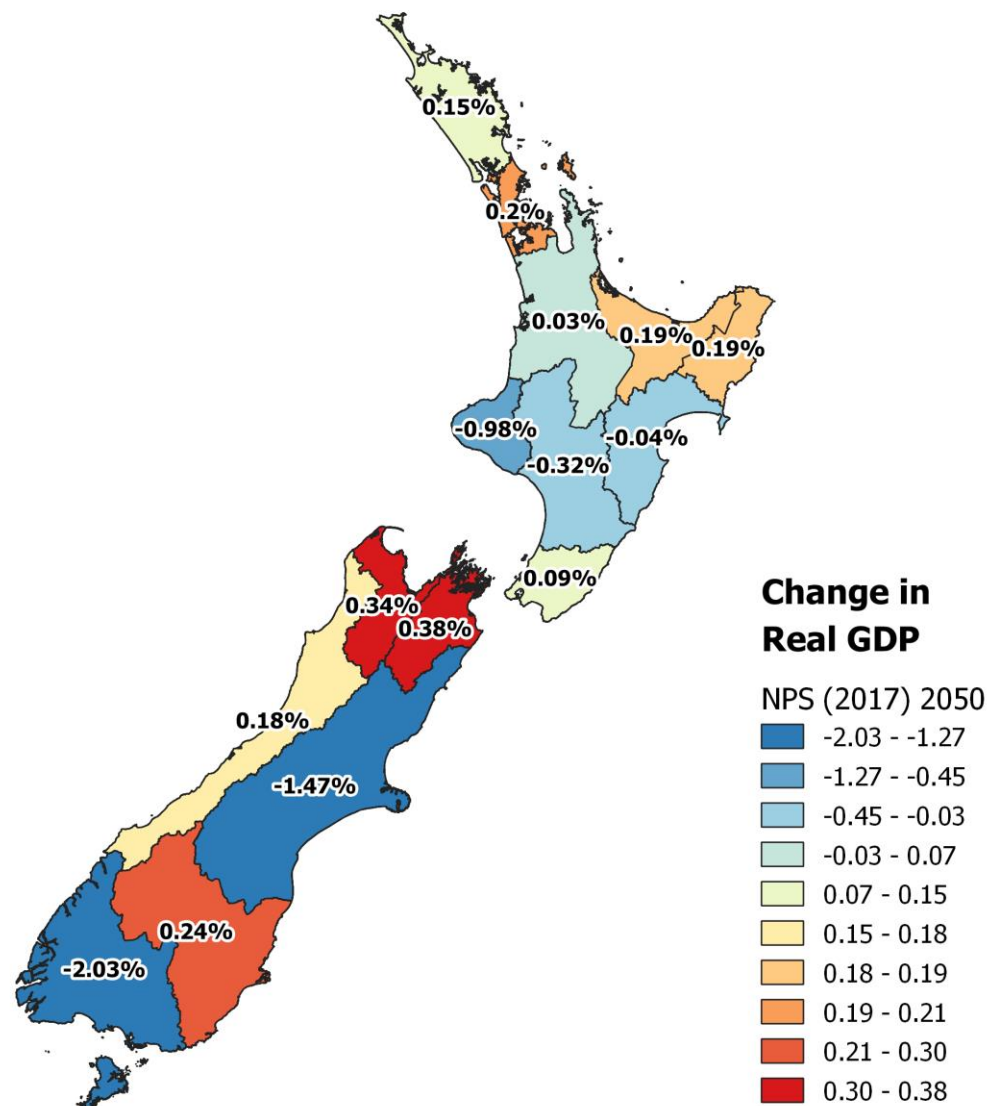 0.15%
0.2%
0.03%
0.19%
0.19%
-0.98%
-0.04%
-0.32%
0.09%
0.34%
0.38%
0.18%
-1.47%
0.24%
-2.03%
Change in
Real GDP
NPS (2017) 2050
-2.03 - -1.27
-1.27 - -0.45
-0.45 - -0.03
-0.03 - 0.07
0.07 - 0.15
0.15 - 0.18
0.18 - 0.19
0.19 - 0.21
0.21 - 0.30
0.30 - 0.38